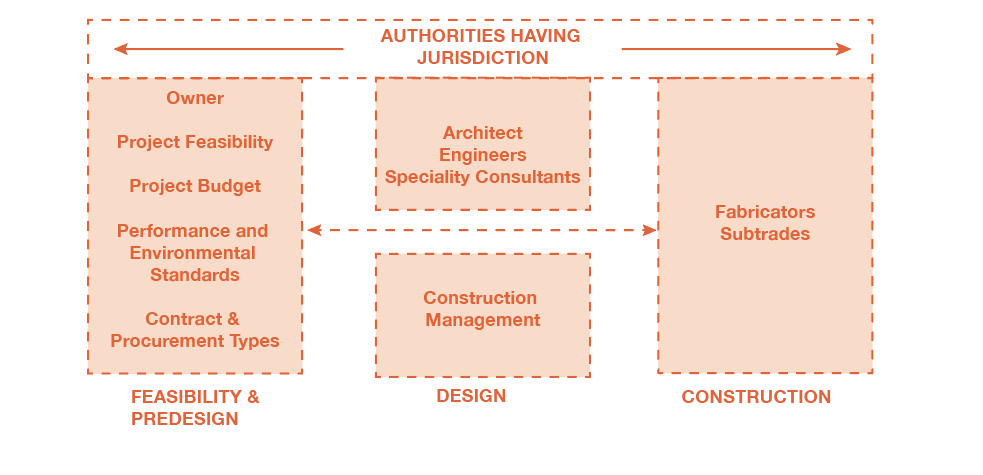 AUTHORITIES HAVING
JURISDICTION
Owner
Project Feasibility
Project Budget
Performance and
Environmental
Standards
Contract &
Procurement Types
FEASIBILITY &
PREDESIGN
Architect
Engineers
Speciality Consultants
Construction
Management
DESIGN
Fabricators
Subtrades
CONSTRUCTION